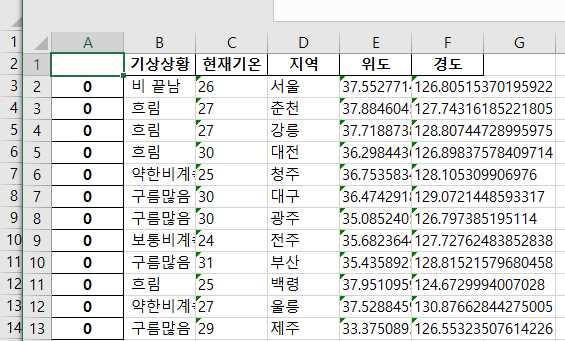 A B C D E F G
1
2 1 기상상황 현재기온 지역 위도 경도
3 2 0 비 끝남 26 서울 37.552771 126.80515370195922
4 3 0 흐림 27 춘천 37.884604 127.74316185221805
5 4 0 흐림 27 강릉 37.718873 128.80744728995975
6 5 0 흐림 30 대전 36.298443 126.89837578409714
7 6 0 약한비계 25 청주 36.753583 128.105309906976
8 7 0 구름많음 30 대구 36.474291 129.0721448593317
9 8 0 구름많음 30 광주 35.085240 126.797385195114
10 9 0 보통비계 24 전주 35.682364 127.72762483852838
11 10 0 구름많음 31 부산 35.435892 128.81521579680458
12 11 0 흐림 25 백령 37.951095 124.6729994007028
13 12 0 약한비계 27 울릉 37.528845 130.87662844275005
14 13 0 구름많음 29 제주 33.375089 126.55323507614226